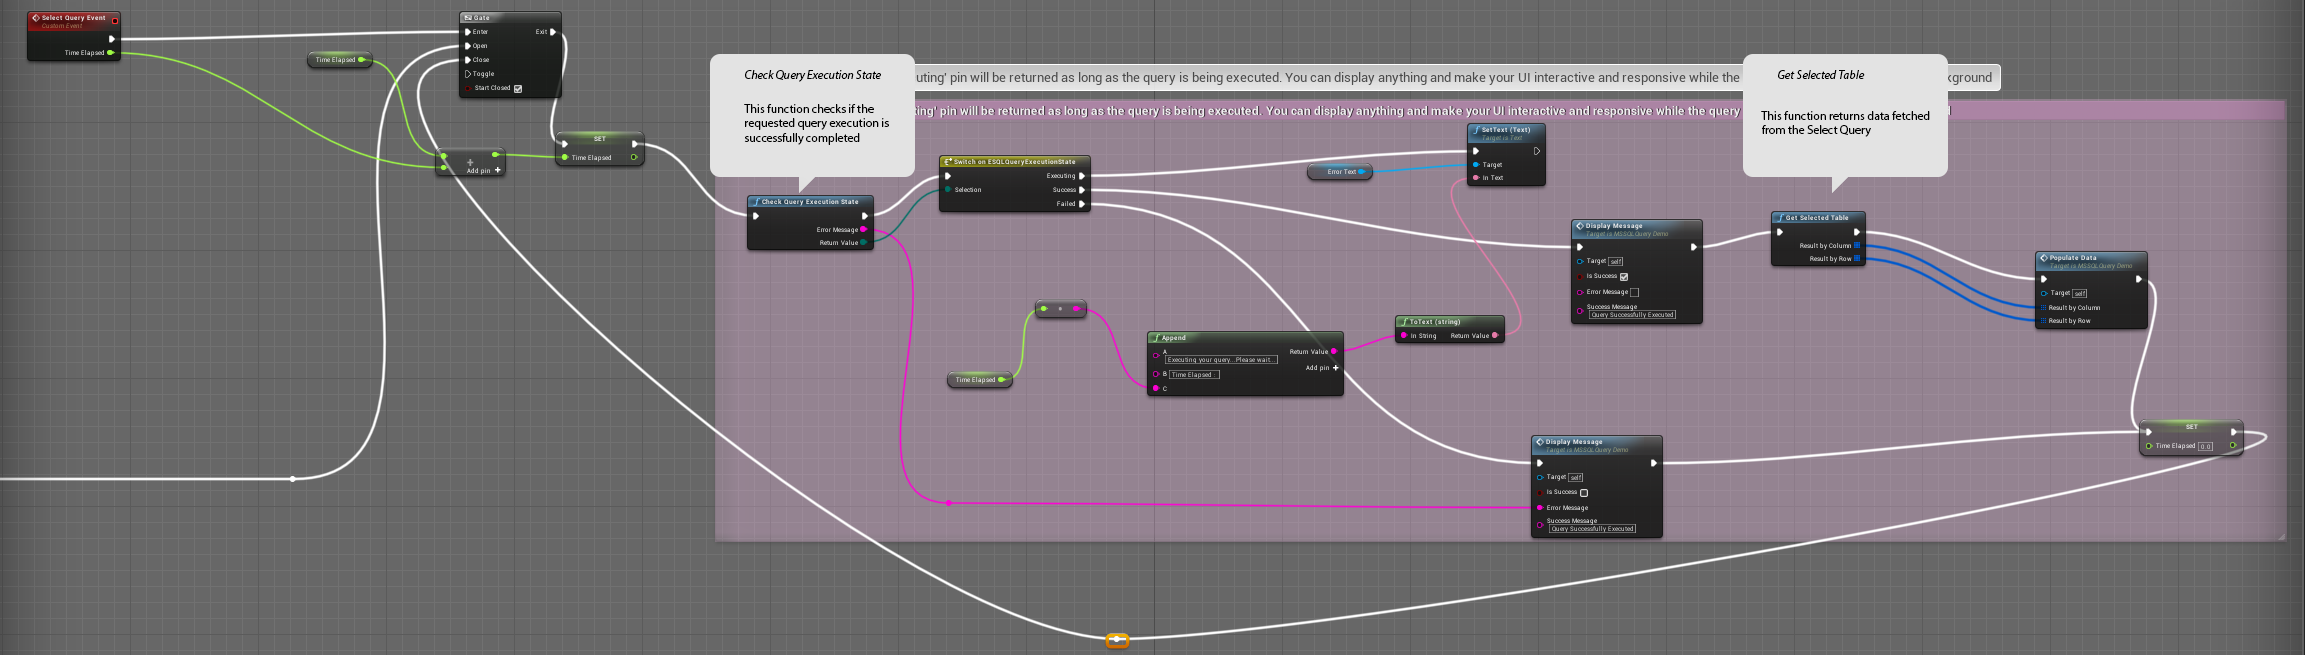 Select Query Event
Custom Event
Time Elapsed
Time Elapsed
Gate
Enter
Exit
Open
Close
Toggle
Start Closed
Add pin
SET
Time Elapsed
Check Query Execution State
This function checks if the
requested query execution is
successfully completed
uting' pin will be returned as long as the query is being executed. You can display anything and make your UI interactive and responsive while the
kground
ting' pin will be returned as long as the query is being executed. You can display anything and make your UI interactive and responsive while the query
Get Selected Table
This function returns data fetched
from the Select Query
Check Query Execution State
Error Message
Return Value
Switch on ESQLQueryExecutionState
Executing
Selection
Success
Failed
Error Text
SetText (Text)
Target is Text
Target
In Text
Display Message
Target is MSSQLQuery Demo
Target self
Is Success
Error Message
Success Message
Query Successfully Executed
Get Selected Table
Result by Column
Result by Row
Populate Data
Target is MSSQLQuery Demo
Target self
Result by Column
Result by Row
Time Elapsed
Append
A
Executing your query...Please wait...
Return Value
Add pin
B Time Elapsed :
C
ToText (string)
In String
Return Value
Display Message
Target is MSSQLQuery Demo
Target self
Is Success
Error Message
Success Message
Query Successfully Executed
SET
Time Elapsed 0.0